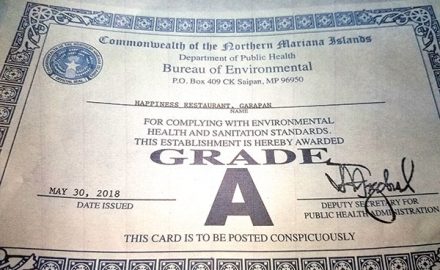 Commonwealth of the Northern Mariana Islands
Department of Public Health
Bureau of Environmental
P.O. Box 409 CK Saipan, MP 96950
HAPPINESS RESTAURANT, GARAPAN
NAME
FOR COMPLYING WITH ENVIRONMENTAL
HEALTH AND SANITATION STANDARDS.
THIS ESTABLISHMENT IS HEREBY AWARDED
GRADE
A
MAY 30, 2018
DATE ISSUED
DEPUTY SECRETARY FOR
PUBLIC HEALTH ADMINISTRATION
THIS CARD IS TO BE POSTED CONSPICUOUSLY